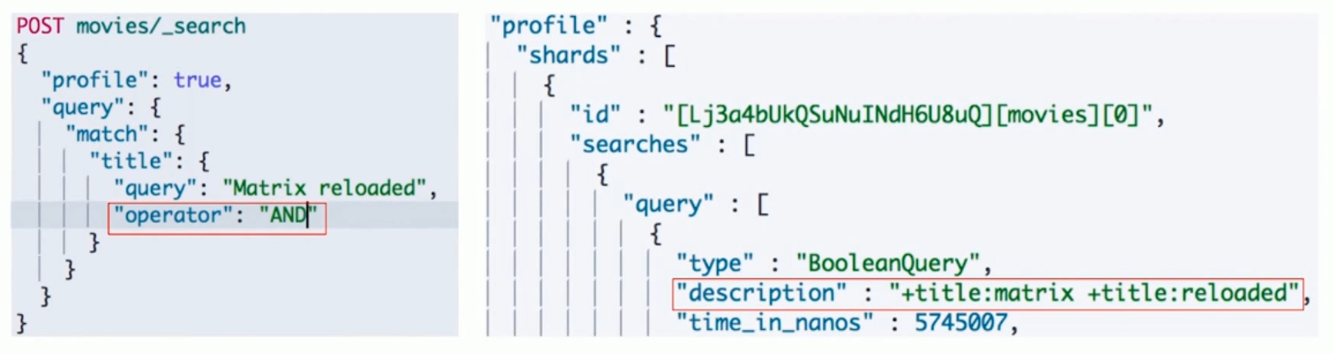 POST movies/_search
{
"profile": true,
"query": {
"match": {
"title": {
"query": "Matrix reloaded",
"operator": "AND"
}
}
}
}
"profile" : {
"shards" : [
{
"id" : "[Lj3a4bUkQSuNuINdH6U8uQ][movies][0]",
"searches" : [
{
"query" : [
{
"type" : "BooleanQuery",
"description" : "+title:matrix +title:reloaded",
"time_in_nanos" : 5745007,